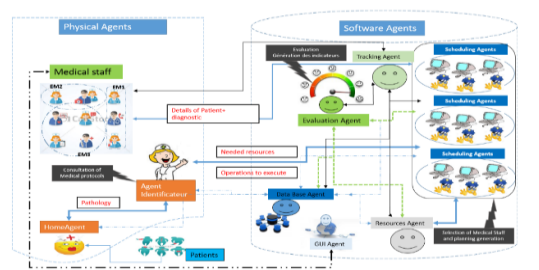 Physical Agents
Software Agents
Evaluation
Génération des indicateurs
Tracking Agent
Scheduling Agents
Medical staff
EM2
EM1
EM3
Details of Patient+
diagnostic
Evaluation Agent
Scheduling Agents
Needed resources
Operations to execute
Scheduling Agents
Consultation of
Medical protocols
Agent
Identificateur
Pathology
HomeAgent
Patients
Data Base Agent
GUI Agent
Resources Agent
Selection of Medical Staff
and planning generation